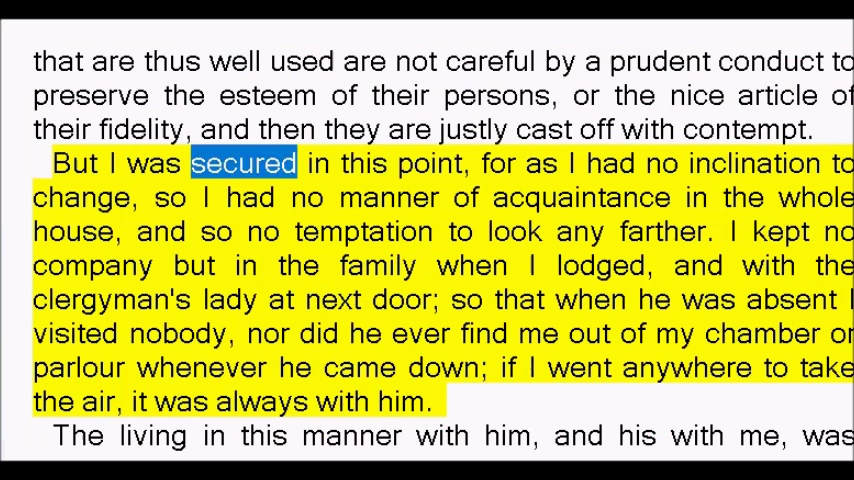 that are thus well used are not careful by a prudent conduct to
preserve the esteem of their persons, or the nice article of
their fidelity, and then they are justly cast off with contempt.
But I was secured in this point, for as I had no inclination to
change, so I had no manner of acquaintance in the whole
house, and so no temptation to look any farther. I kept no
company but in the family when I lodged, and with the
clergyman's lady at next door; so that when he was absent I
visited nobody, nor did he ever find me out of my chamber or
parlour whenever he came down; if I went anywhere to take
the air, it was always with him.
The living in this manner with him, and his with me, was